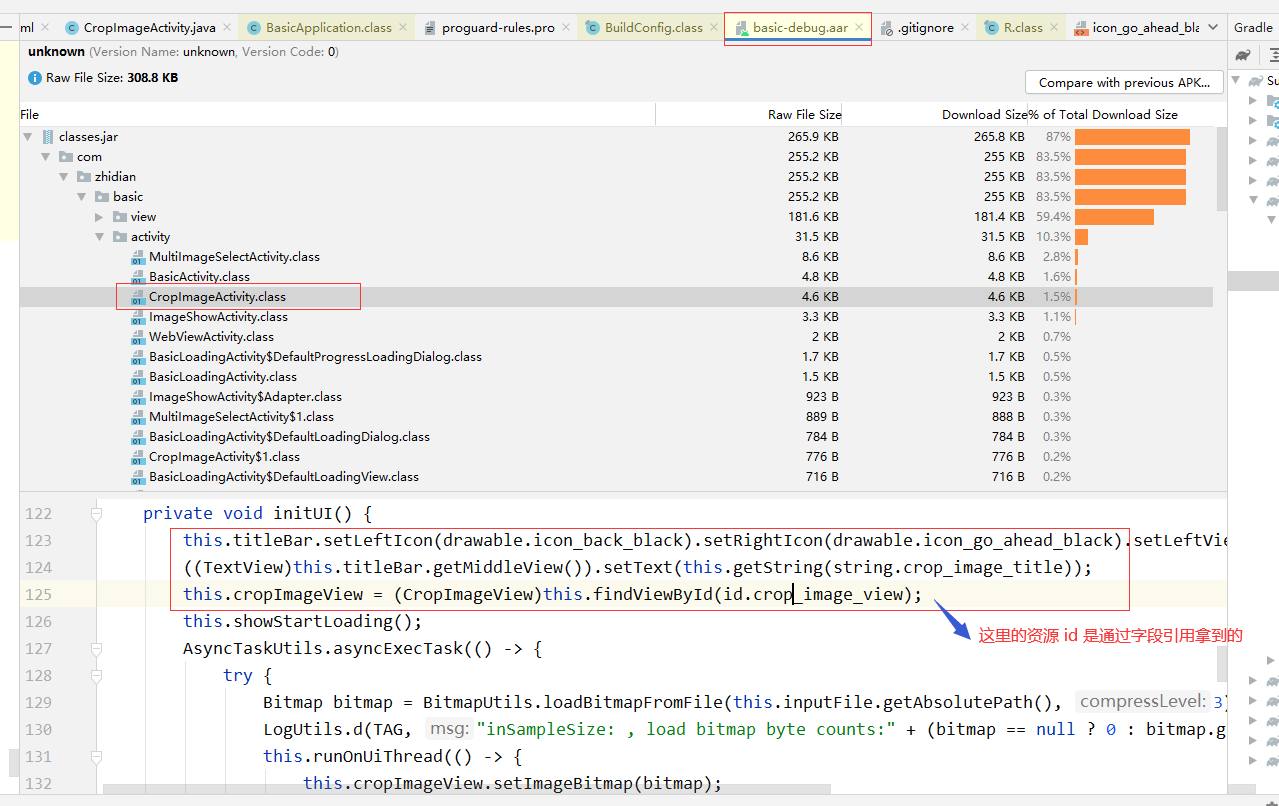 ml CropImageActivity.java BasicApplication.class proguard-rules.pro BuildConfig.class basic-debug.aar .gitignore R.class icon_go_ahead_bla Gradle
unknown (Version Name: unknown, Version Code: 0)
Raw File Size: 308.8 KB
Compare with previous APK...
Su
File Raw File Size Download Size % of Total Download Size
classes.jar 265.9 KB 265.8 KB 87%
com 255.2 KB 255 KB 83.5%
zhidian 255.2 KB 255 KB 83.5%
basic 255.2 KB 255 KB 83.5%
view 181.6 KB 181.4 KB 59.4%
activity 31.5 KB 31.5 KB 10.3%
MultiImageSelectActivity.class 8.6 KB 8.6 KB 2.8%
BasicActivity.class 4.8 KB 4.8 KB 1.6%
CropImageActivity.class 4.6 KB 4.6 KB 1.5%
ImageShowActivity.class 3.3 KB 3.3 KB 1.1%
WebViewActivity.class 2 KB 2 KB 0.7%
BasicLoadingActivity$DefaultProgressLoadingDialog.class 1.7 KB 1.7 KB 0.5%
BasicLoadingActivity.class 1.5 KB 1.5 KB 0.5%
ImageShowActivity$Adapter.class 923 B 923 B 0.3%
MultiImageSelectActivity$1.class 889 B 888 B 0.3%
BasicLoadingActivity$DefaultLoadingDialog.class 784 B 784 B 0.3%
CropImageActivity$1.class 776 B 776 B 0.2%
BasicLoadingActivity$DefaultLoadingView.class 716 B 716 B 0.2%
122 private void initUI() {
123 this.titleBar.setLeftIcon(drawable.icon_back_black).setRightIcon(drawable.icon_go_ahead_black).setLeftVie
124 ((TextView)this.titleBar.getMiddleView()).setText(this.getString(string.crop_image_title));
125 this.cropImageView = (CropImageView)this.findViewById(id.crop_image_view);
126 this.showStartLoading();
这里的资源 id 是通过字段引用拿到的
127 AsyncTaskUtils.asyncExecTask(() -> {
128 try {
129 Bitmap bitmap = BitmapUtils.loadBitmapFromFile(this.inputFile.getAbsolutePath(), compressLevel: 3)
130 LogUtils.d(TAG, msg: "inSampleSize: , load bitmap byte counts:" + (bitmap == null ? 0 : bitmap.g
131 this.runOnUiThread(() -> {
132 this.cropImageView.setImageBitmap(bitmap);